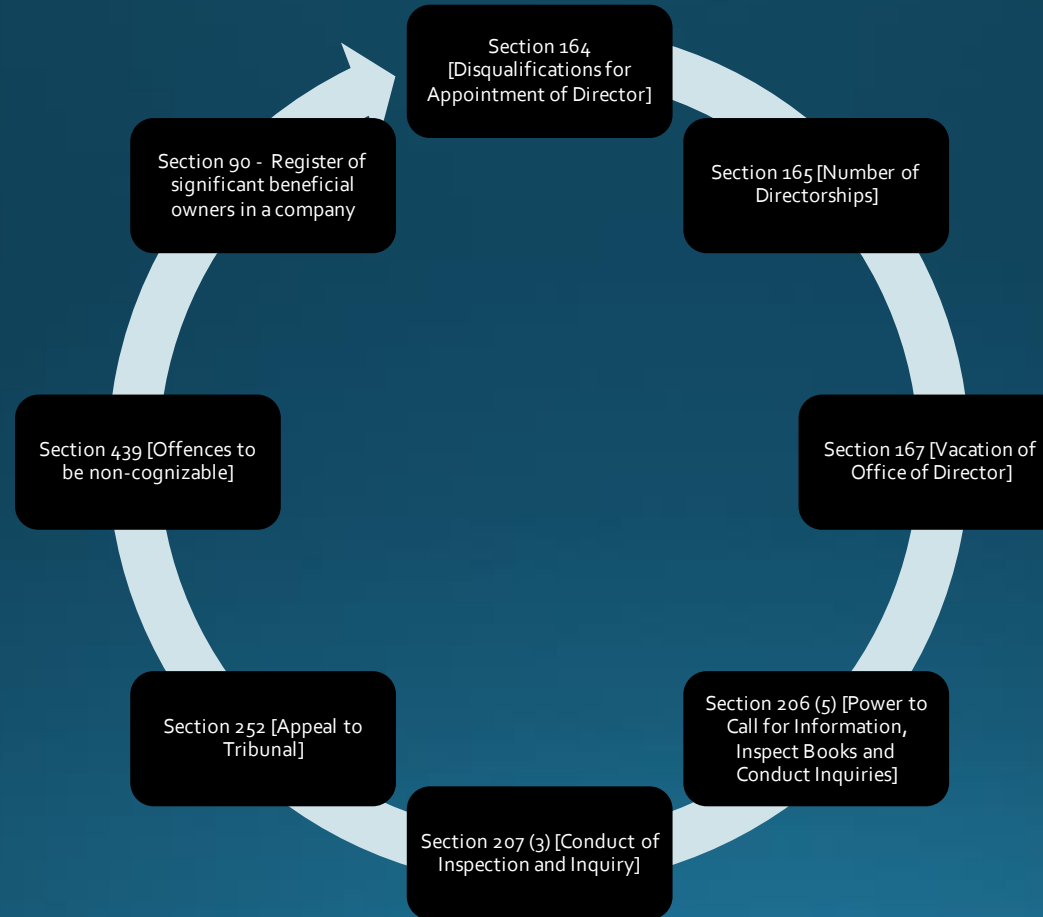 Section 164
[Disqualifications for
Appointment of Director]
Section 165 [Number of
Directorships]
Section 167 [Vacation of
Office of Director]
Section 206 (5) [Power to
Call for Information,
Inspect Books and
Conduct Inquiries]
Section 207 (3) [Conduct of
Inspection and Inquiry]
Section 252 [Appeal to
Tribunal]
Section 439 [Offences to
be non-cognizable]
Section 90 - Register of
significant beneficial
owners in a company